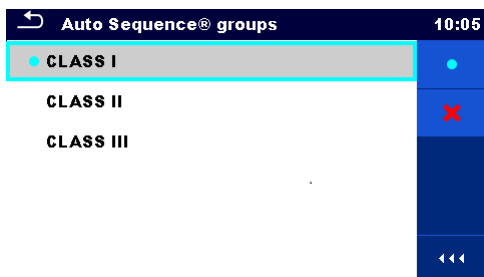 Auto Sequence® groups 10:05
CLASS I
CLASS II
CLASS III